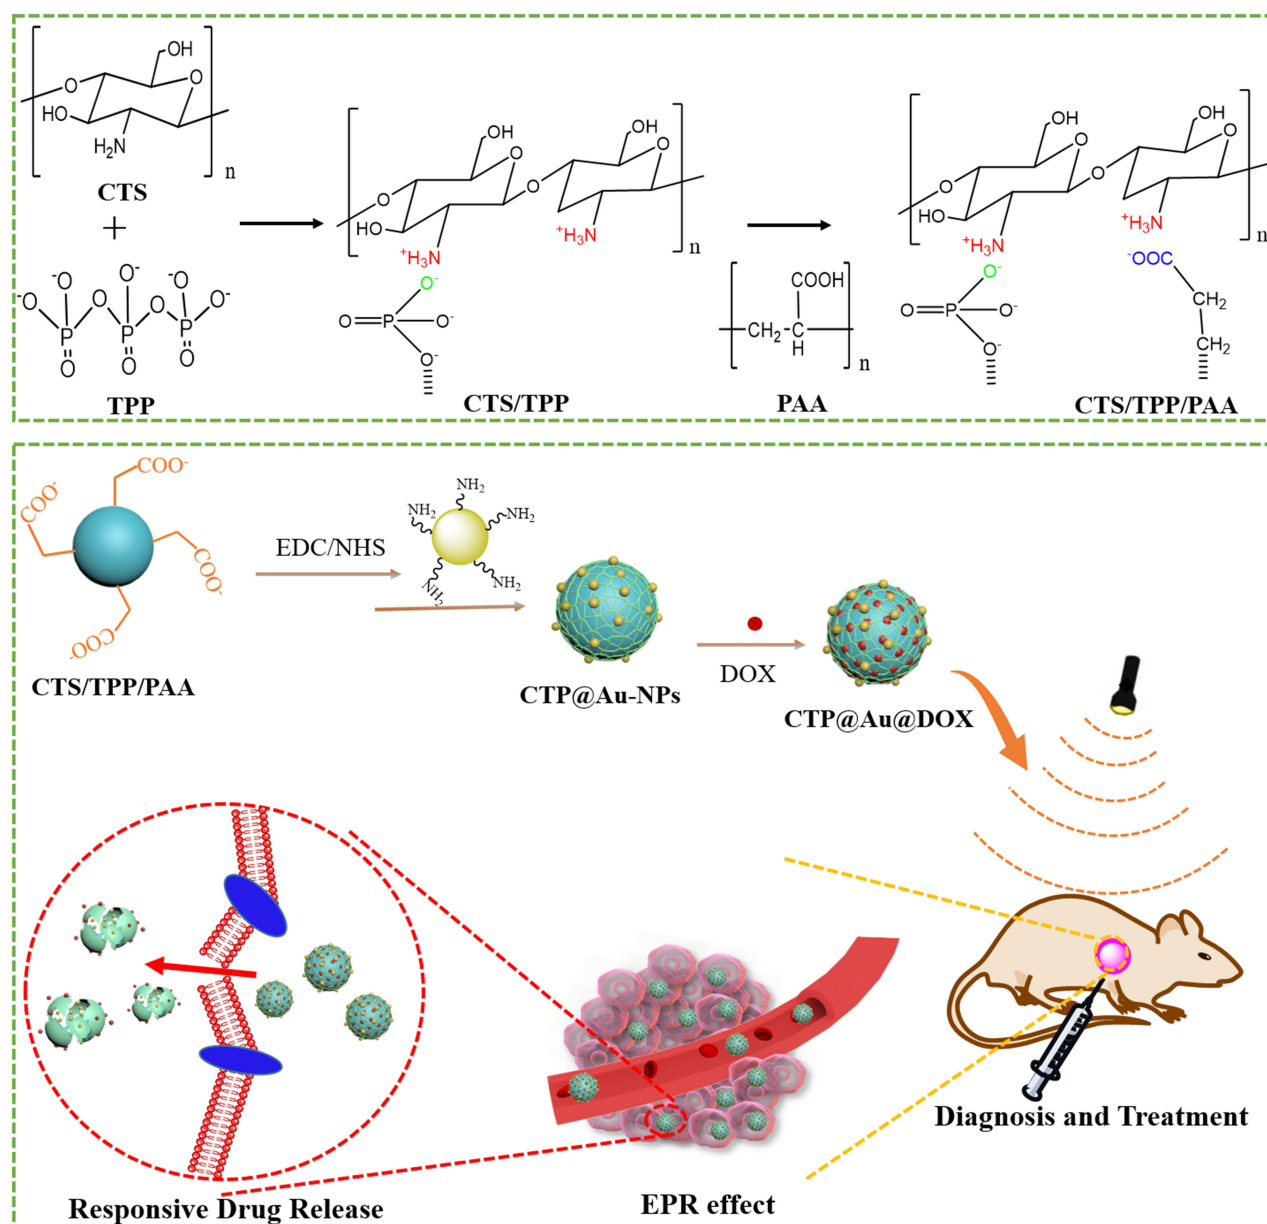 OH
O
O
HO
H₂N
n
CTS
+
⁻O
O⁻
O⁻
O⁻
⁻O
O
O
P
P
P
O
O
O
TPP
OH
O
O
HO
⁺H₃N
O
OH
O
⁺H₃N
n
O⁻
O=P
O⁻
O⁻
CTS/TPP
COOH
CH₂
C
H
n
PAA
OH
O
O
HO
⁺H₃N
O
OH
O
⁺H₃N
n
O⁻
O=P
O⁻
O⁻
⁻OOC
CH₂
CH₂
CTS/TPP/PAA
COO⁻
COO⁻
COO⁻
COO⁻
CTS/TPP/PAA
EDC/NHS
NH₂
NH₂
NH₂
NH₂
NH₂
CTP@Au-NPs
DOX
CTP@Au@DOX
Diagnosis and Treatment
EPR effect
Responsive Drug Release